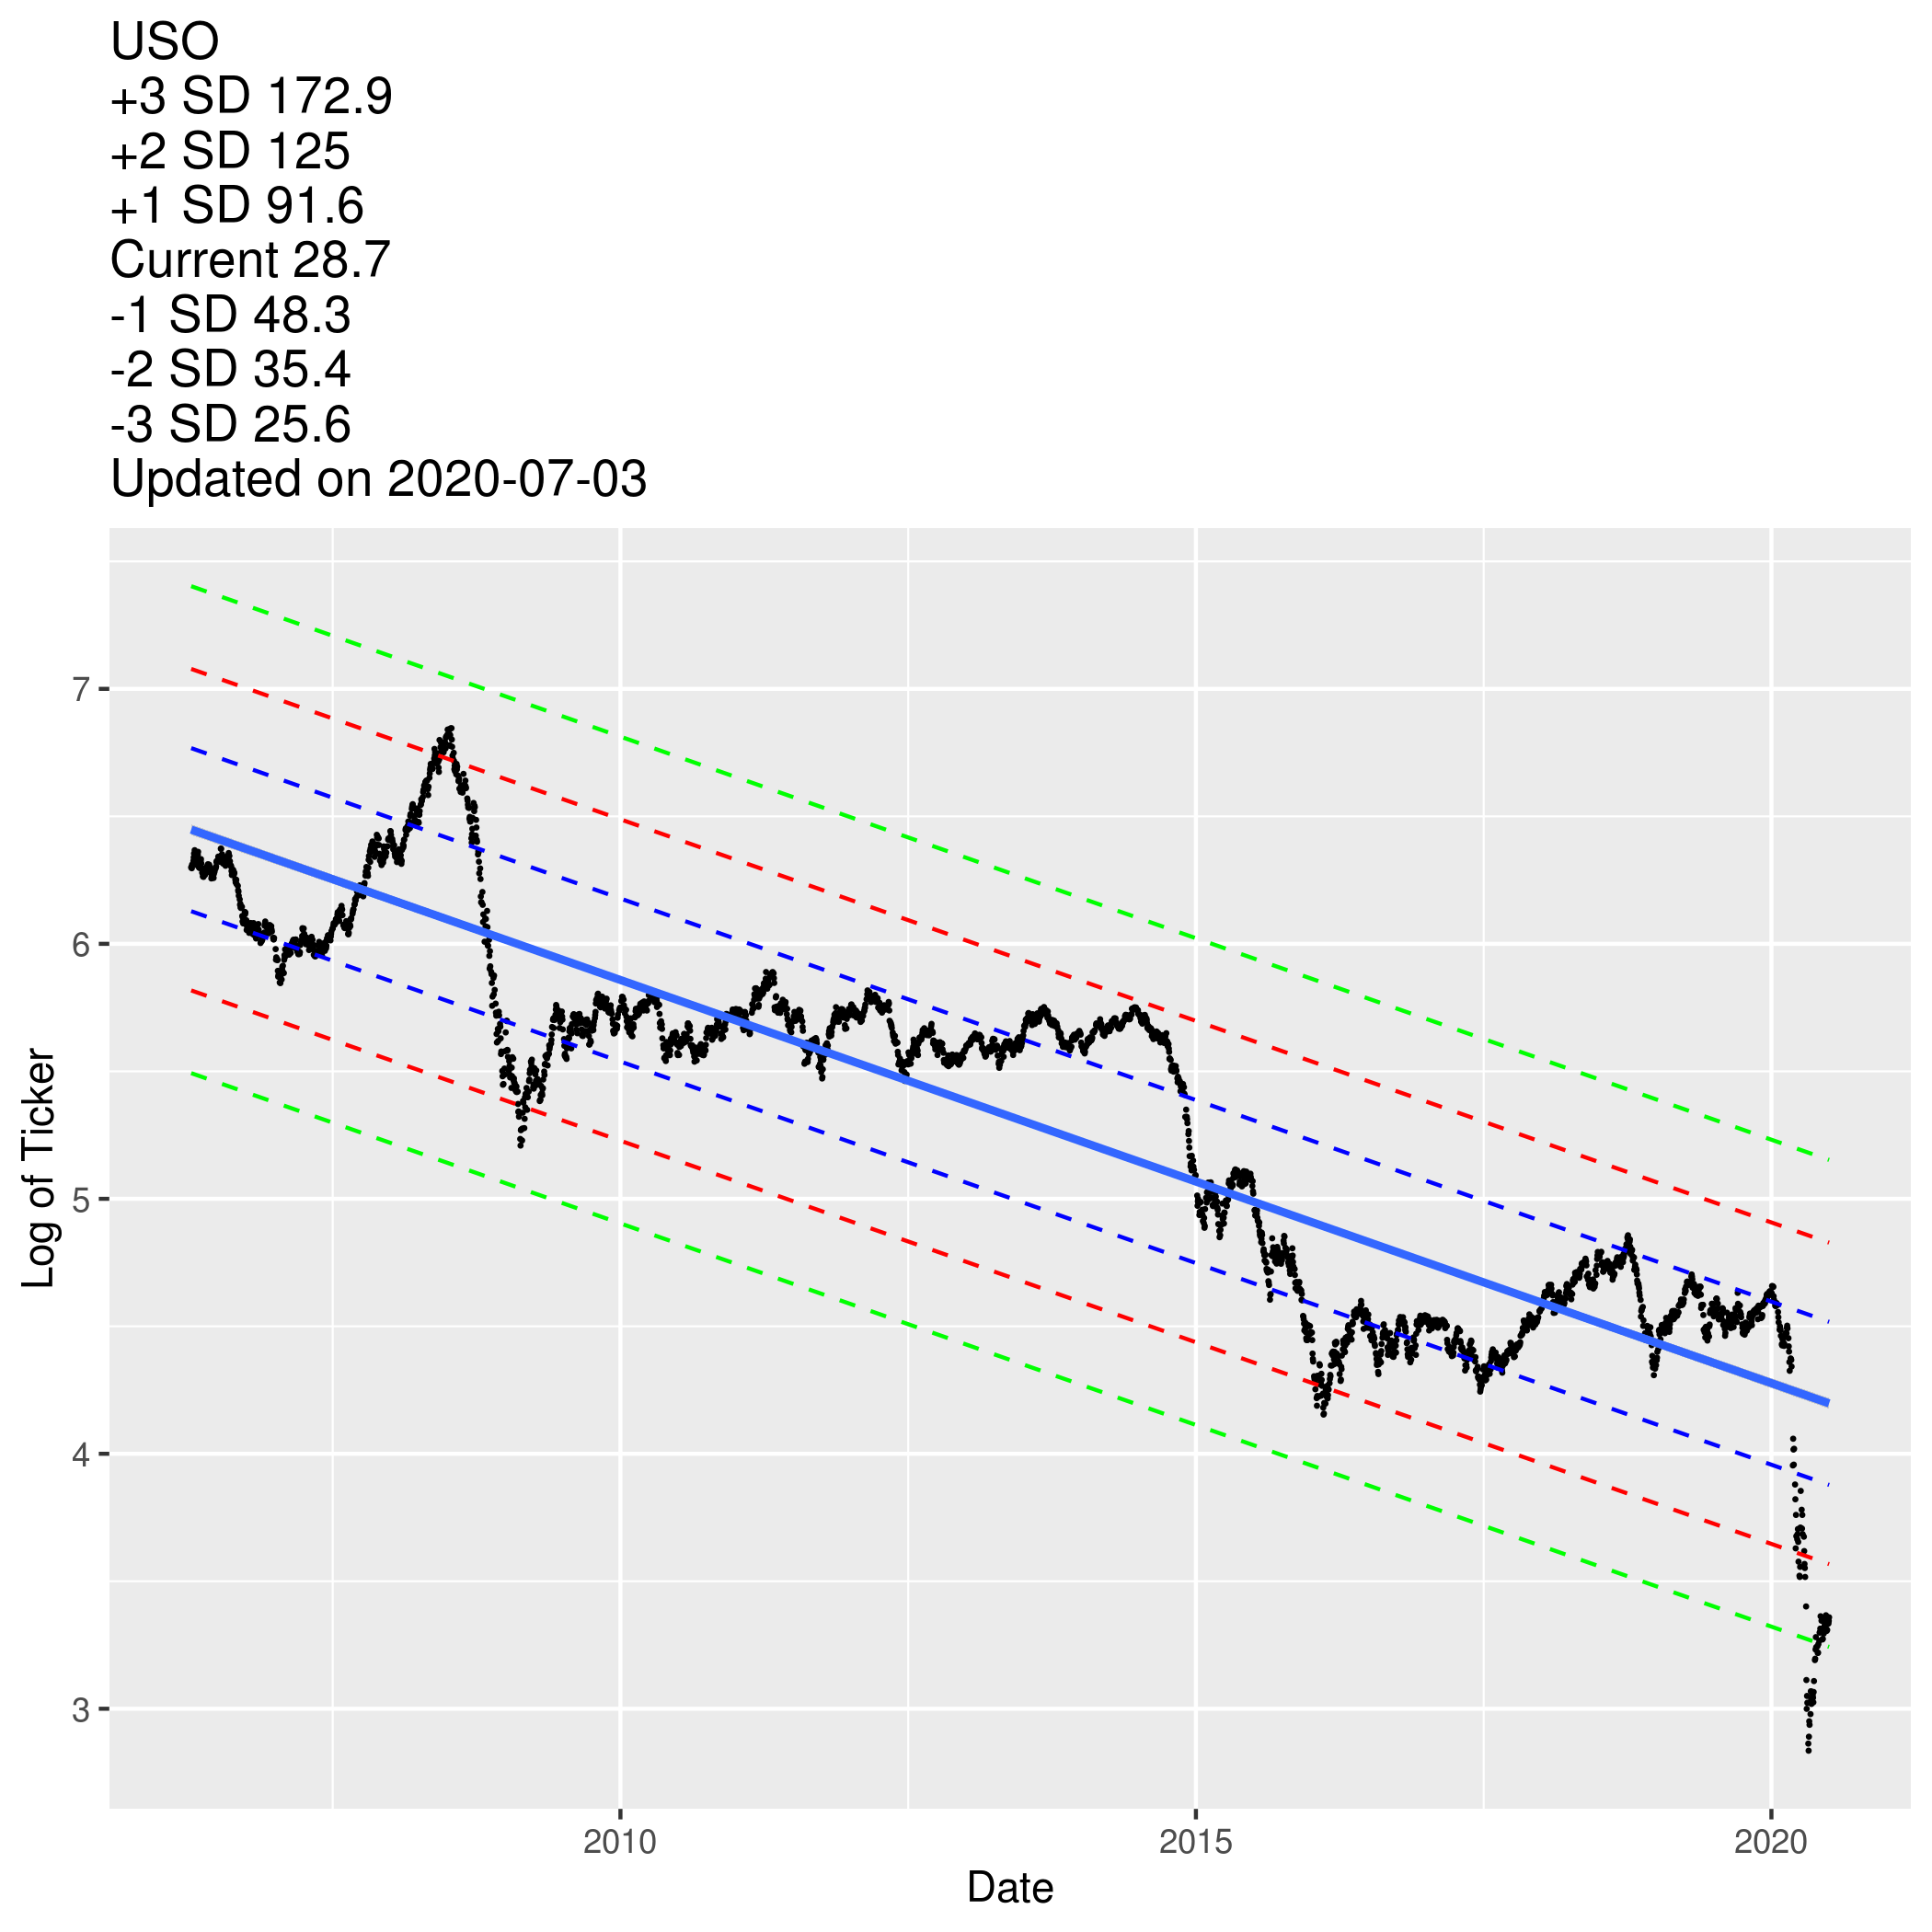 USO
+3 SD 172.9
+2 SD 125
+1 SD 91.6
Current 28.7
-1 SD 48.3
-2 SD 35.4
-3 SD 25.6
Updated on 2020-07-03
7
6
5
4
3
Log of Ticker
2010 2015 2020
Date